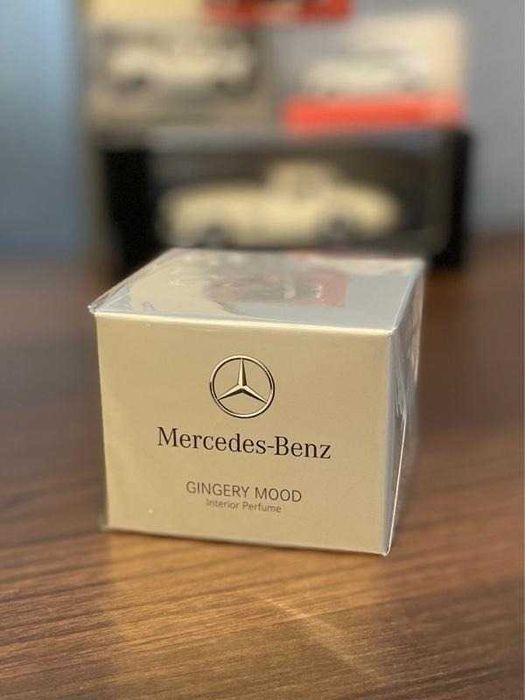 Mercedes-Benz
GINGERY MOOD
Interior Perfume